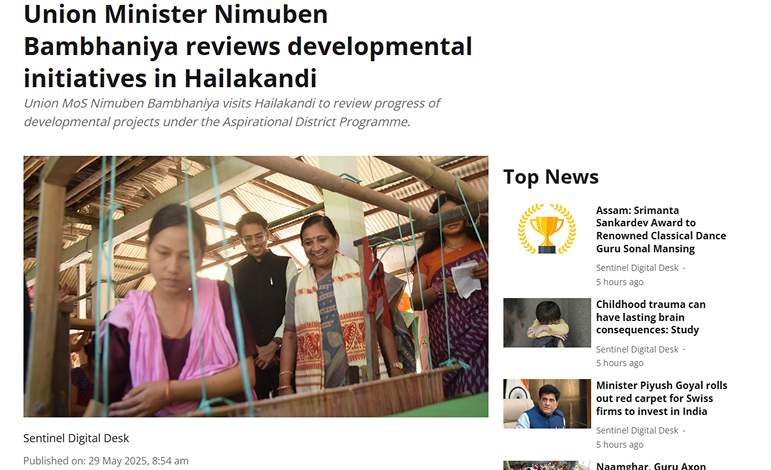 Union Minister Nimuben
Bambhaniya reviews developmental
initiatives in Hailakandi
Union MoS Nimuben Bambhaniya visits Hailakandi to review progress of
developmental projects under the Aspirational District Programme.
Sentinel Digital Desk
Published on: 29 May 2025, 8:54 am
Top News
Assam: Srimanta
Sankardev Award to
Renowned Classical Dance
Guru Sonal Mansing
Sentinel Digital Desk ·
5 hours ago
Childhood trauma can
have lasting brain
consequences: Study
Sentinel Digital Desk ·
5 hours ago
Minister Piyush Goyal rolls
out red carpet for Swiss
firms to invest in India
Sentinel Digital Desk ·
5 hours ago
Naamghar, Guru Axon